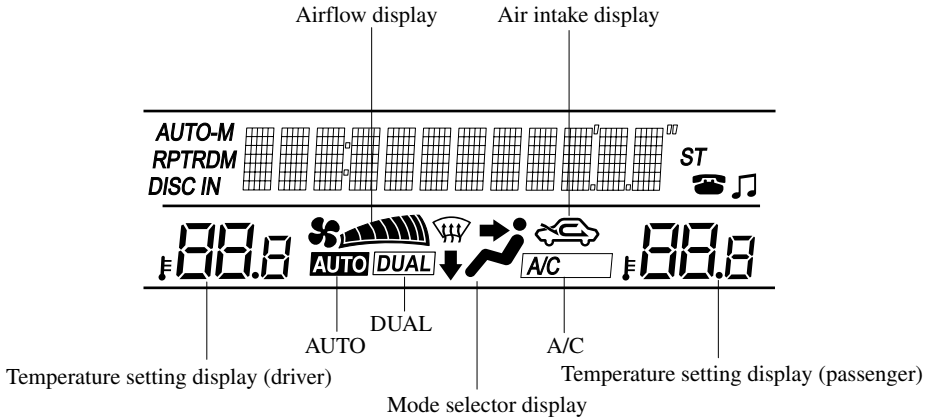 Airflow display
Air intake display
AUTO-M
RPTRDM
DISC IN
ST
88.8
AUTO
DUAL
A/C
88.8
DUAL
AUTO
A/C
Temperature setting display (driver)
Temperature setting display (passenger)
Mode selector display